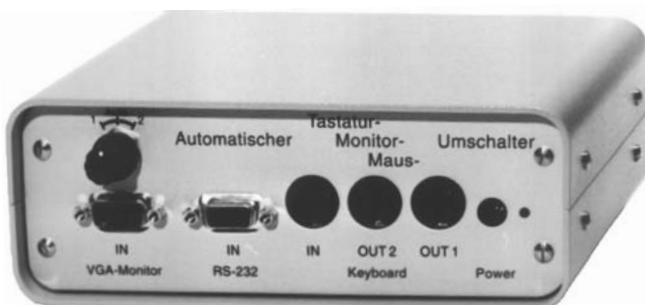 1 Auto 2
Automatischer Tastatur- Umschalter
Monitor-
Maus-
IN IN IN OUT 2 OUT 1
VGA-Monitor RS-232 Keyboard Power